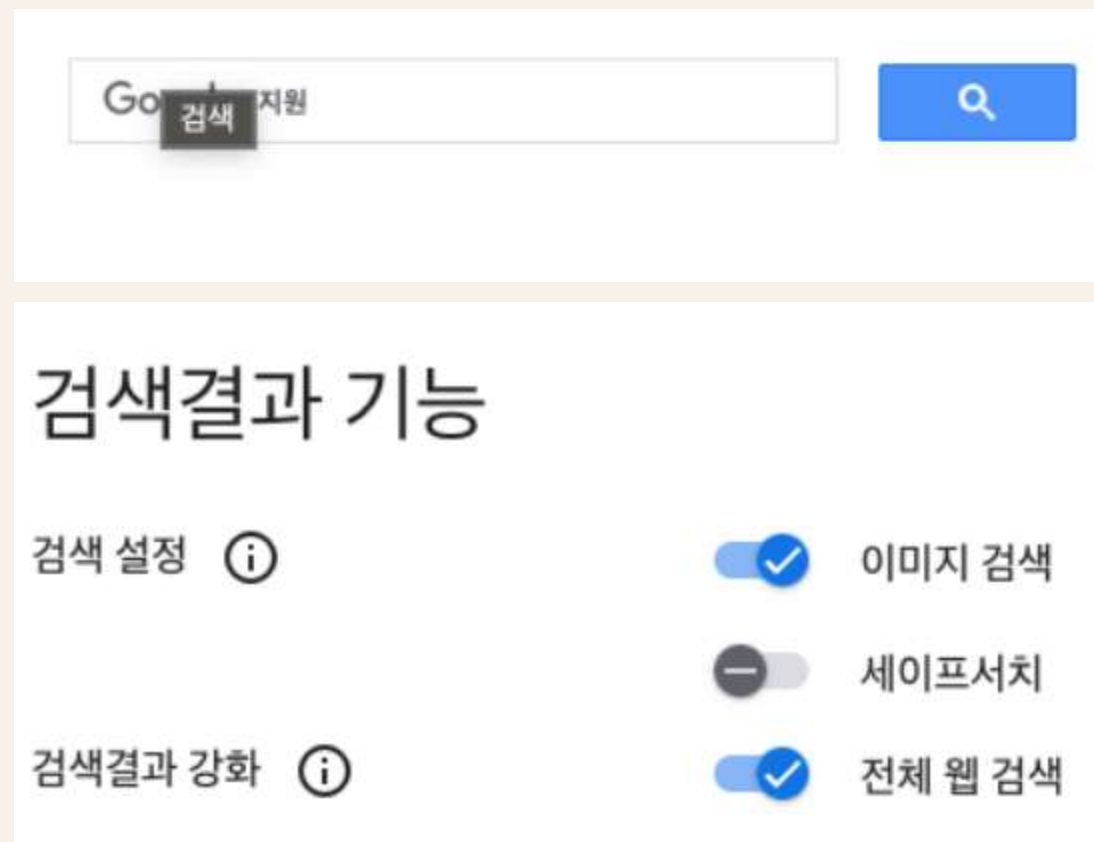 Go 지원
검색
검색결과 기능
검색 설정
이미지 검색
세이프서치
검색결과 강화
전체 웹 검색